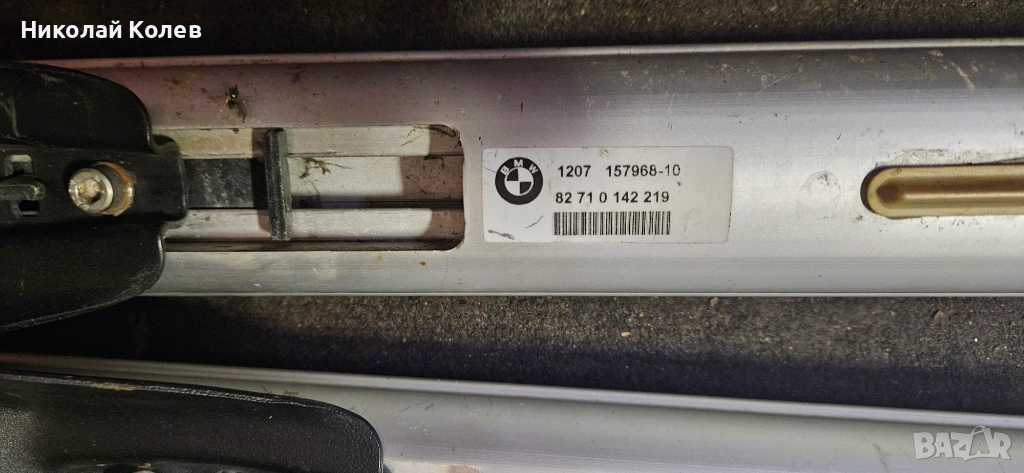 Николай Колев
BMW
1207 157968-10
82 71 0 142 219
BAZAR